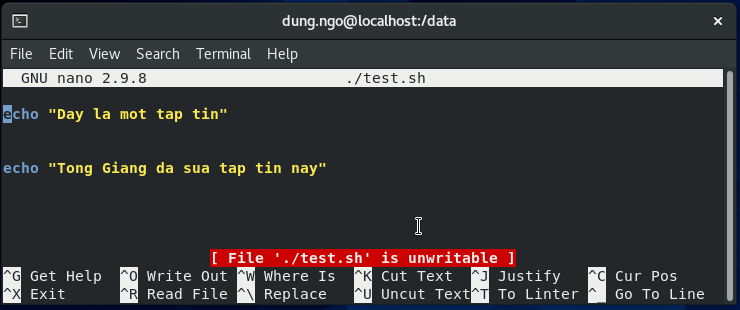 dung.ngo@localhost:/data
File Edit View Search Terminal Help
GNU nano 2.9.8 ./test.sh
echo "Day la mot tap tin"
echo "Tong Giang da sua tap tin nay"
[ File './test.sh' is unwritable ]
^G Get Help ^O Write Out ^W Where Is ^K Cut Text ^J Justify ^C Cur Pos
^X Exit ^R Read File ^\ Replace ^U Uncut Text ^T To Linter ^_ Go To Line